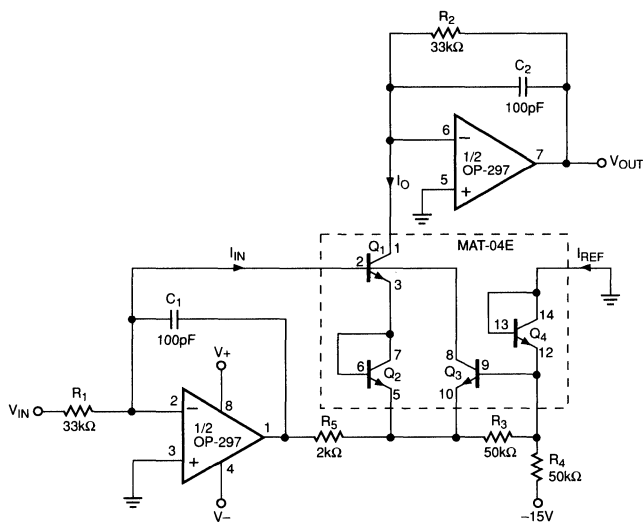 R2
33kΩ
C2
100pF
6
−
1/2
OP-297
7
VOUT
5
+
IO
MAT-04E
Q1
1
2
3
IIN
IREF
C1
100pF
13
14
Q4
12
7
6
Q2
5
8
9
Q3
10
V+
R1
VIN
33kΩ
2
−
8
1/2
OP-297
1
3
+
4
V−
R5
2kΩ
R3
50kΩ
R4
50kΩ
−15V